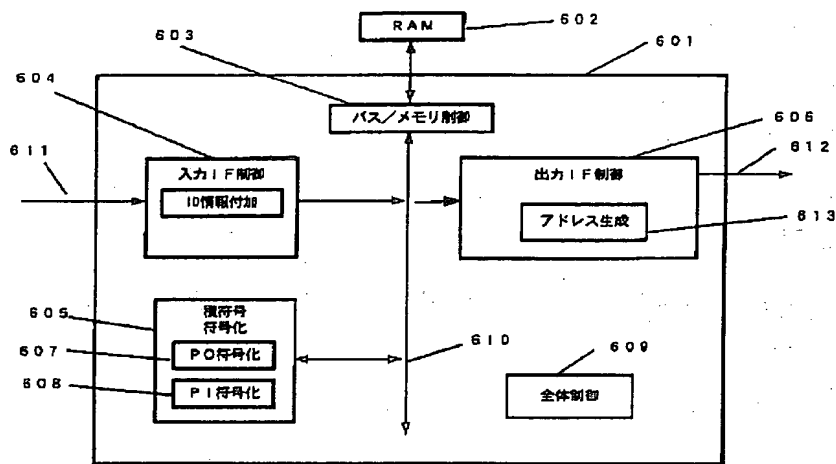 RAM
602
603
601
604
バス/メモリ制御
606
612
611
入力IF制御
ID情報付加
出力IF制御
アドレス生成
613
605
積符号
符号化
607
PO符号化
610
609
608
PI符号化
全体制御